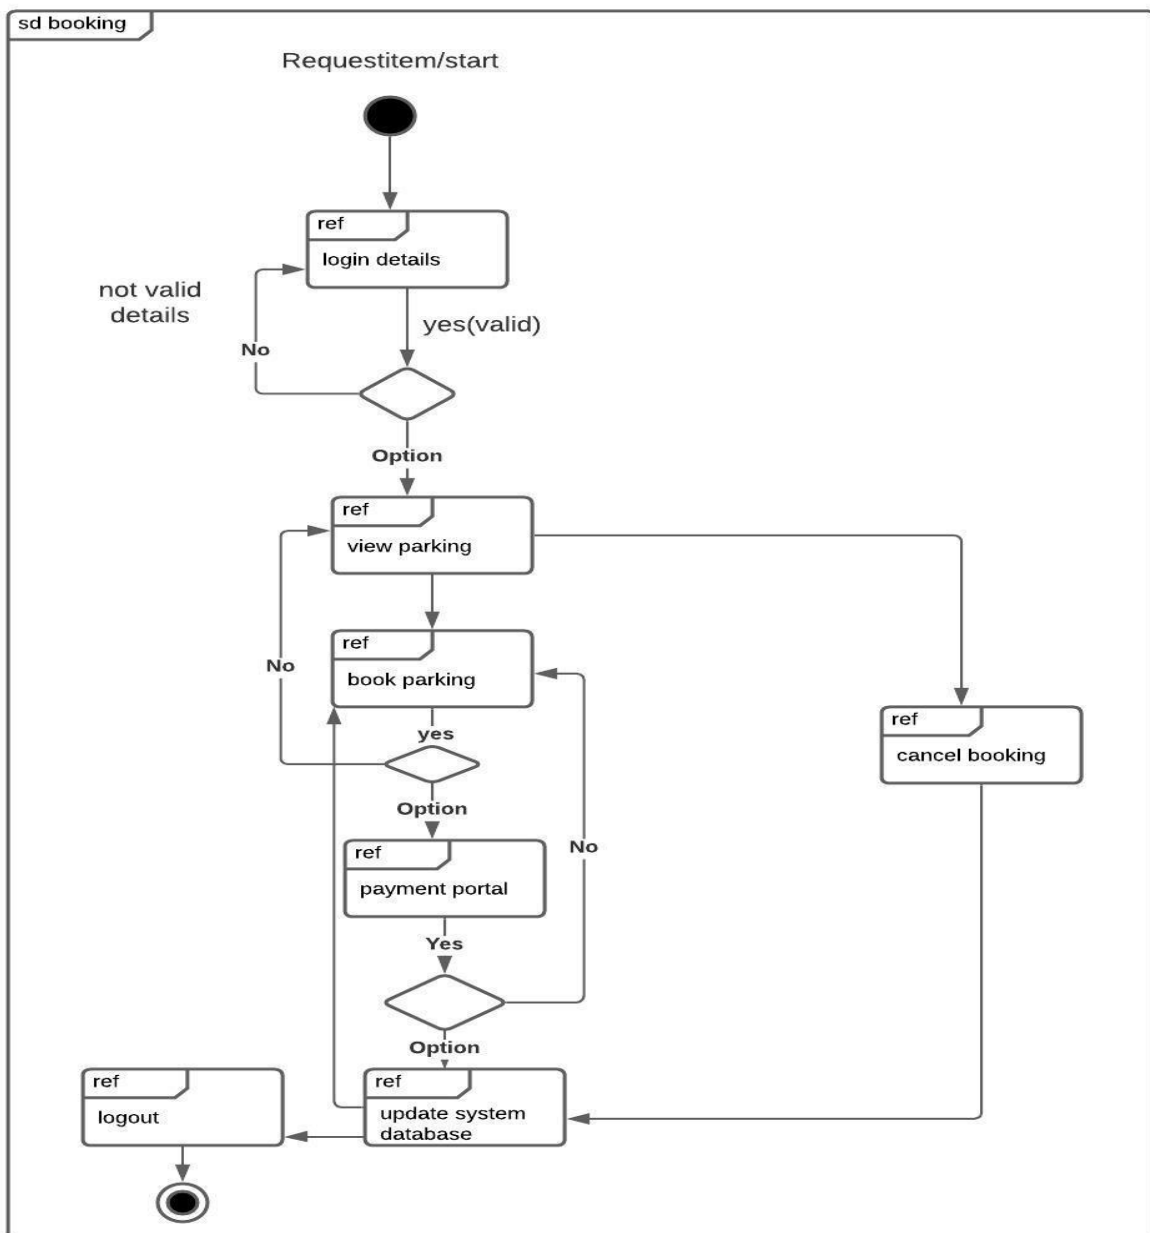 sd booking
Requestitem/start
ref
login details
not valid
details
yes(valid)
No
Option
ref
view parking
ref
No
book parking
ref
yes
cancel booking
Option
No
ref
payment portal
Yes
Option
ref
ref
logout
update system
database